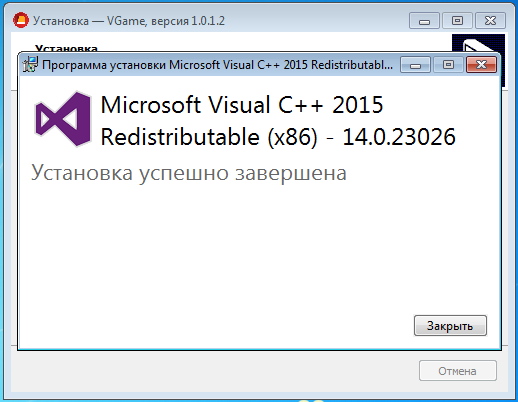 Установка — VGame, версия 1.0.1.2
Установка
Программа установки Microsoft Visual C++ 2015 Redistributabl...
Microsoft Visual C++ 2015
Redistributable (x86) - 14.0.23026
Установка успешно завершена
Закрыть
Отмена